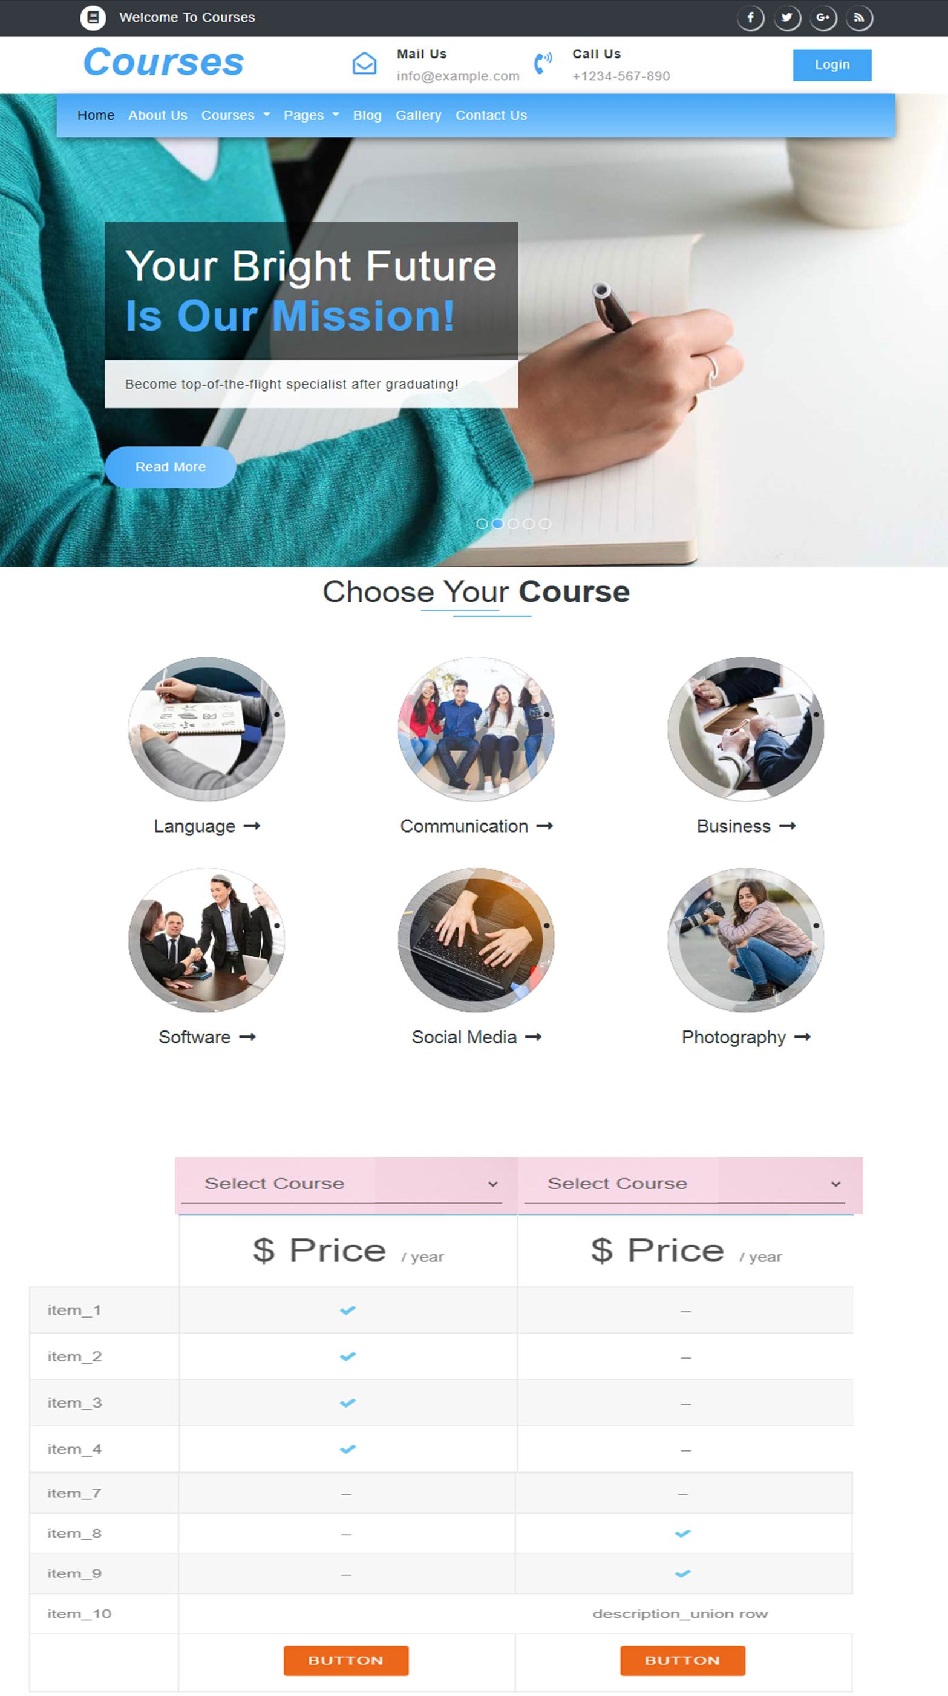 Welcome To Courses
Courses
Mail Us
info@example.com
Call Us
+1234-567-890
Login
Home About Us Courses Pages Blog Gallery Contact Us
Your Bright Future
Is Our Mission!
Become top-of-the-flight specialist after graduating!
Read More
Choose Your Course
Language Communication Business
Software Social Media Photography
Select Course Select Course
$ Price / year $ Price / year
item_1 –
item_2 –
item_3 –
item_4 –
item_7 – –
item_8 –
item_9 –
item_10 description_union row
BUTTON BUTTON